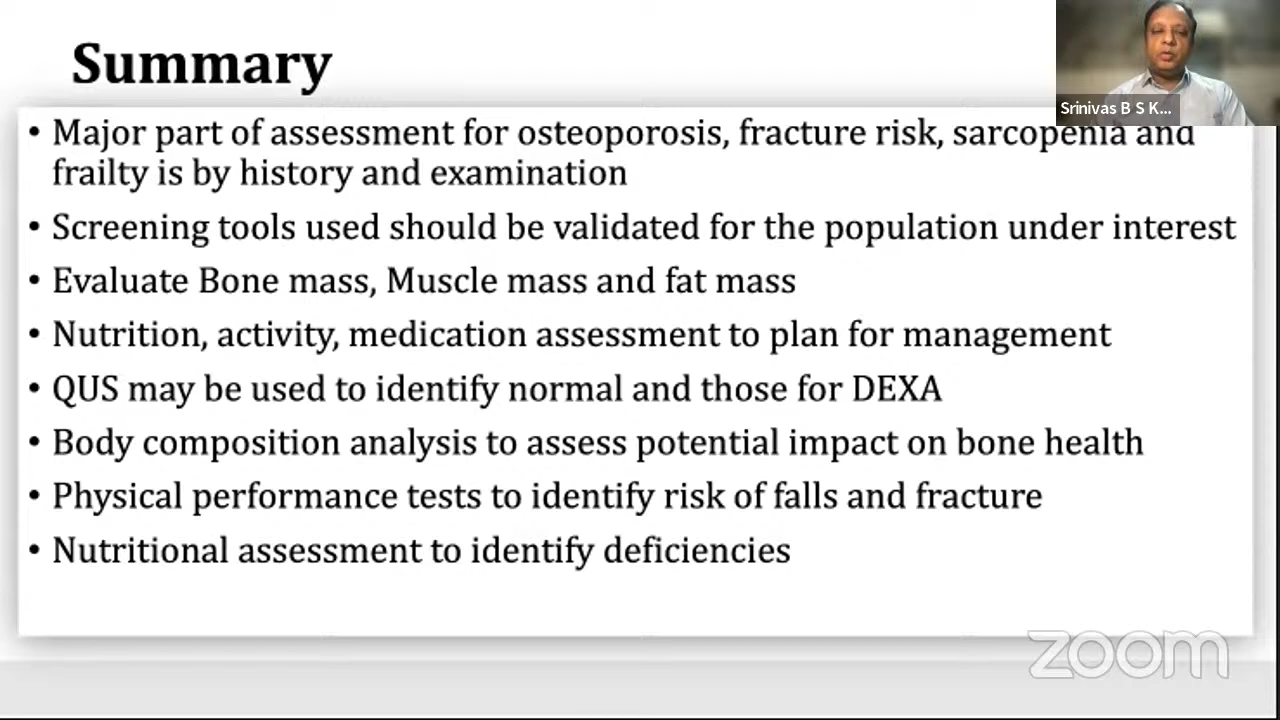 Summary
Srinivas B S K...
• Major part of assessment for osteoporosis, fracture risk, sarcopenia and
frailty is by history and examination
• Screening tools used should be validated for the population under interest
• Evaluate Bone mass, Muscle mass and fat mass
• Nutrition, activity, medication assessment to plan for management
• QUS may be used to identify normal and those for DEXA
• Body composition analysis to assess potential impact on bone health
• Physical performance tests to identify risk of falls and fracture
• Nutritional assessment to identify deficiencies
zoom